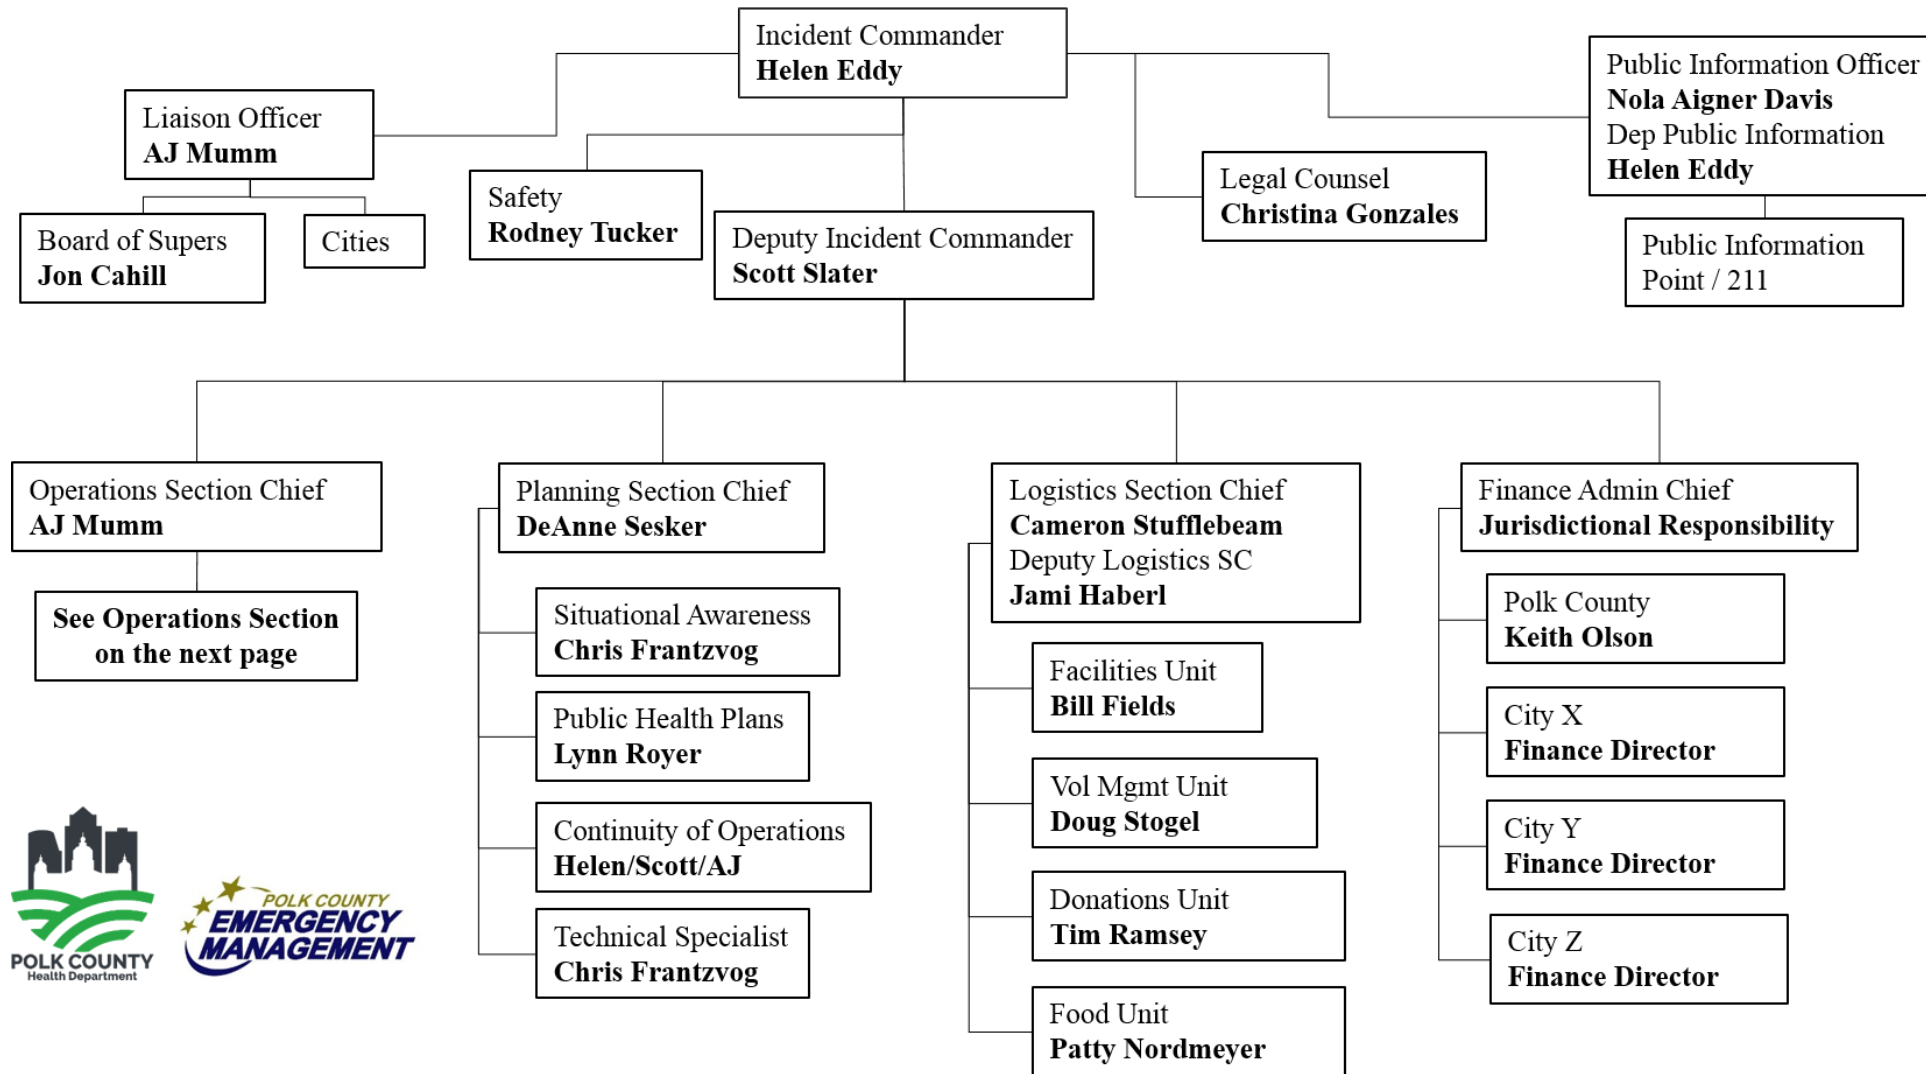 Incident Commander
Helen Eddy
Liaison Officer
AJ Mumm
Board of Supers
Jon Cahill
Cities
Safety
Rodney Tucker
Deputy Incident Commander
Scott Slater
Legal Counsel
Christina Gonzales
Public Information Officer
Nola Aigner Davis
Dep Public Information
Helen Eddy
Public Information
Point / 211
Operations Section Chief
AJ Mumm
See Operations Section
on the next page
Planning Section Chief
DeAnne Sesker
Situational Awareness
Chris Frantzvog
Public Health Plans
Lynn Royer
Continuity of Operations
Helen/Scott/AJ
Technical Specialist
Chris Frantzvog
Logistics Section Chief
Cameron Stufflebeam
Deputy Logistics SC
Jami Haberl
Facilities Unit
Bill Fields
Vol Mgmt Unit
Doug Stogel
Donations Unit
Tim Ramsey
Food Unit
Patty Nordmeyer
Finance Admin Chief
Jurisdictional Responsibility
Polk County
Keith Olson
City X
Finance Director
City Y
Finance Director
City Z
Finance Director
POLK COUNTY
Health Department
POLK COUNTY
EMERGENCY
MANAGEMENT